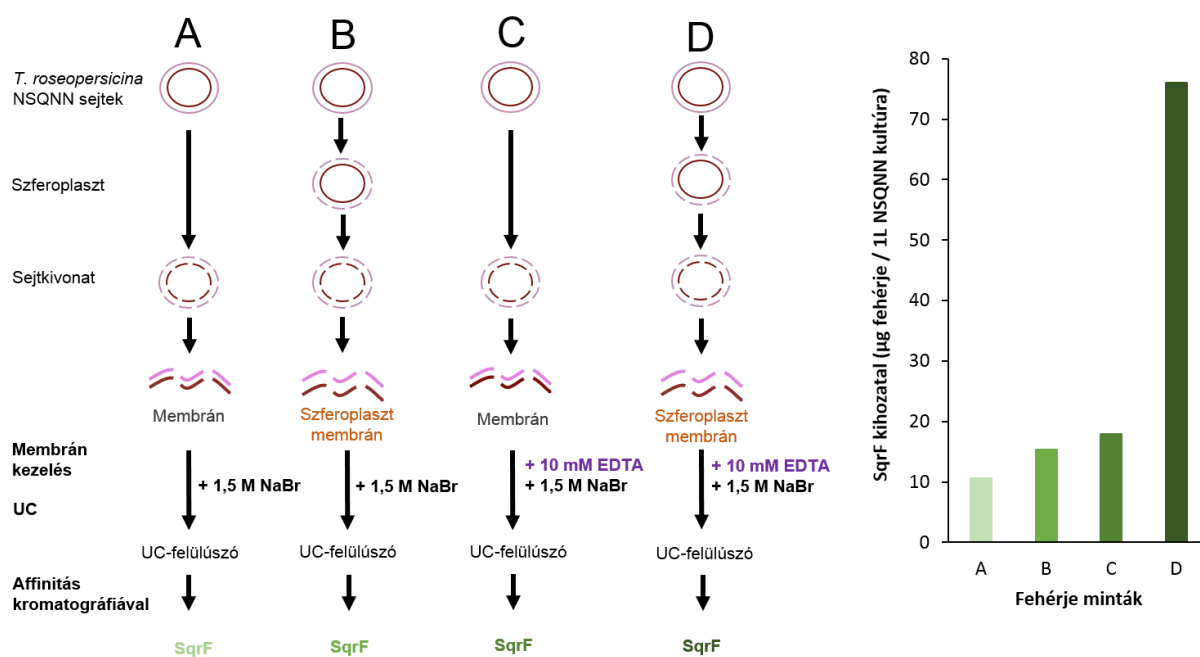 A
B
C
D
T. roseopersicina
NSQNN sejtek
Szferoplaszt
Sejtkivonat
Membrán
Szferoplaszt
membrán
Membrán
Szferoplaszt
membrán
Membrán
kezelés
UC
+ 1,5 M NaBr
+ 1,5 M NaBr
+ 10 mM EDTA
+ 1,5 M NaBr
+ 10 mM EDTA
+ 1,5 M NaBr
UC-felülúszó
UC-felülúszó
UC-felülúszó
UC-felülúszó
Affinitás
kromatográfiával
SqrF
SqrF
SqrF
SqrF
SqrF kihozatal (µg fehérje / 1L NSQNN kultúra)
80
70
60
50
40
30
20
10
0
A
B
C
D
Fehérje minták